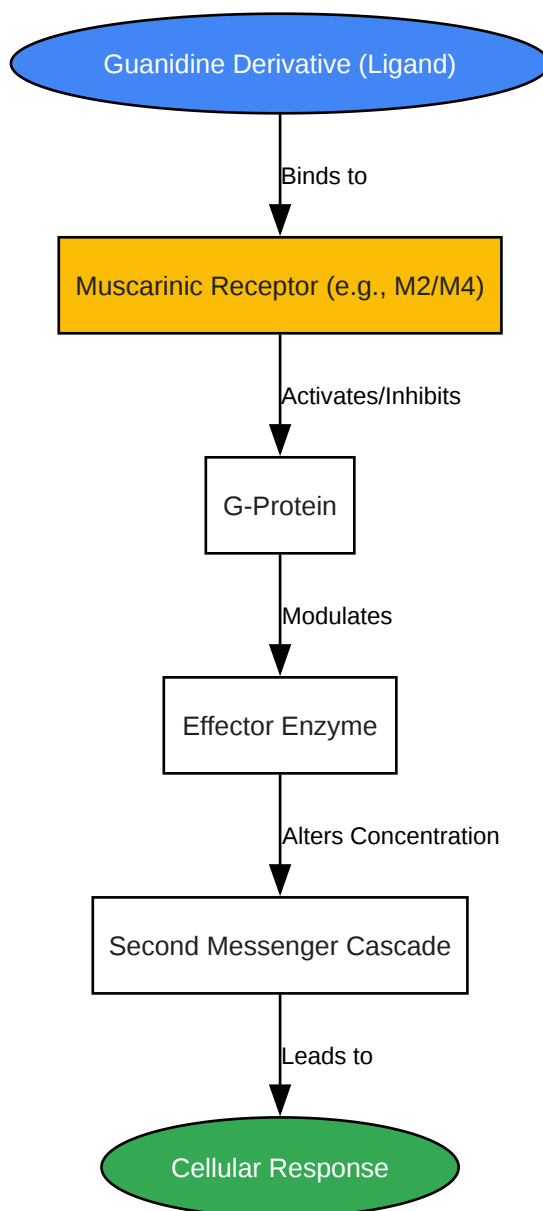 Guanidine Derivative (Ligand)
Binds to
Muscarinic Receptor (e.g., M2/M4)
Activates/Inhibits
G-Protein
Modulates
Effector Enzyme
Alters Concentration
Second Messenger Cascade
Leads to
Cellular Response